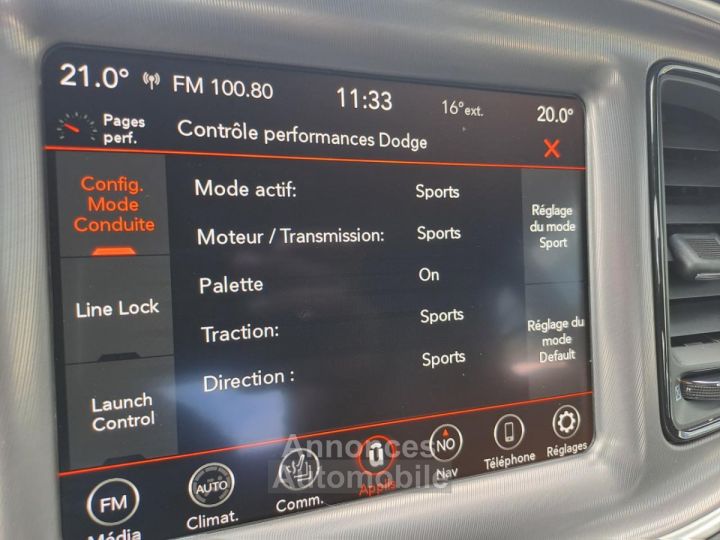 21.0° FM 100.80 11:33 16°ext. 20.0°
Pages
perf.
Contrôle performances Dodge
X
Config.
Mode
Conduite
Line Lock
Launch
Control
Mode actif: Sports
Moteur / Transmission: Sports
Palette On
Traction: Sports
Direction : Sports
Réglage
du mode
Sport
Réglage du
mode
Default
FM
Média
AUTO
Climat.
Comm.
Applis
NO
Nav
Téléphone
Réglages
Annonces
Automobile